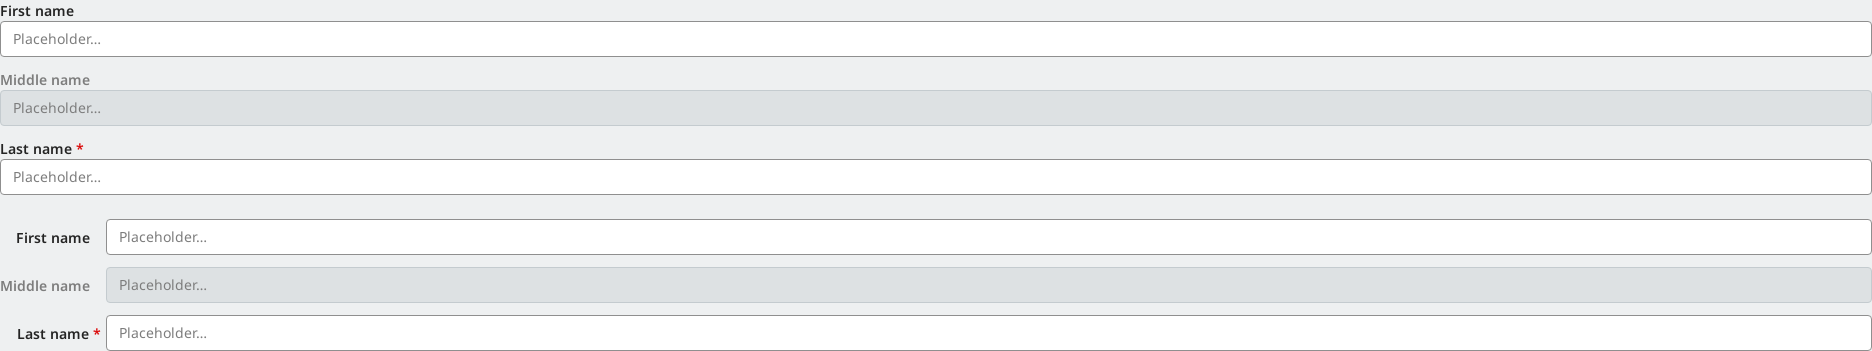 First name
Placeholder...
Middle name
Placeholder...
Last name *
Placeholder...
First name Placeholder...
Middle name Placeholder...
Last name * Placeholder...